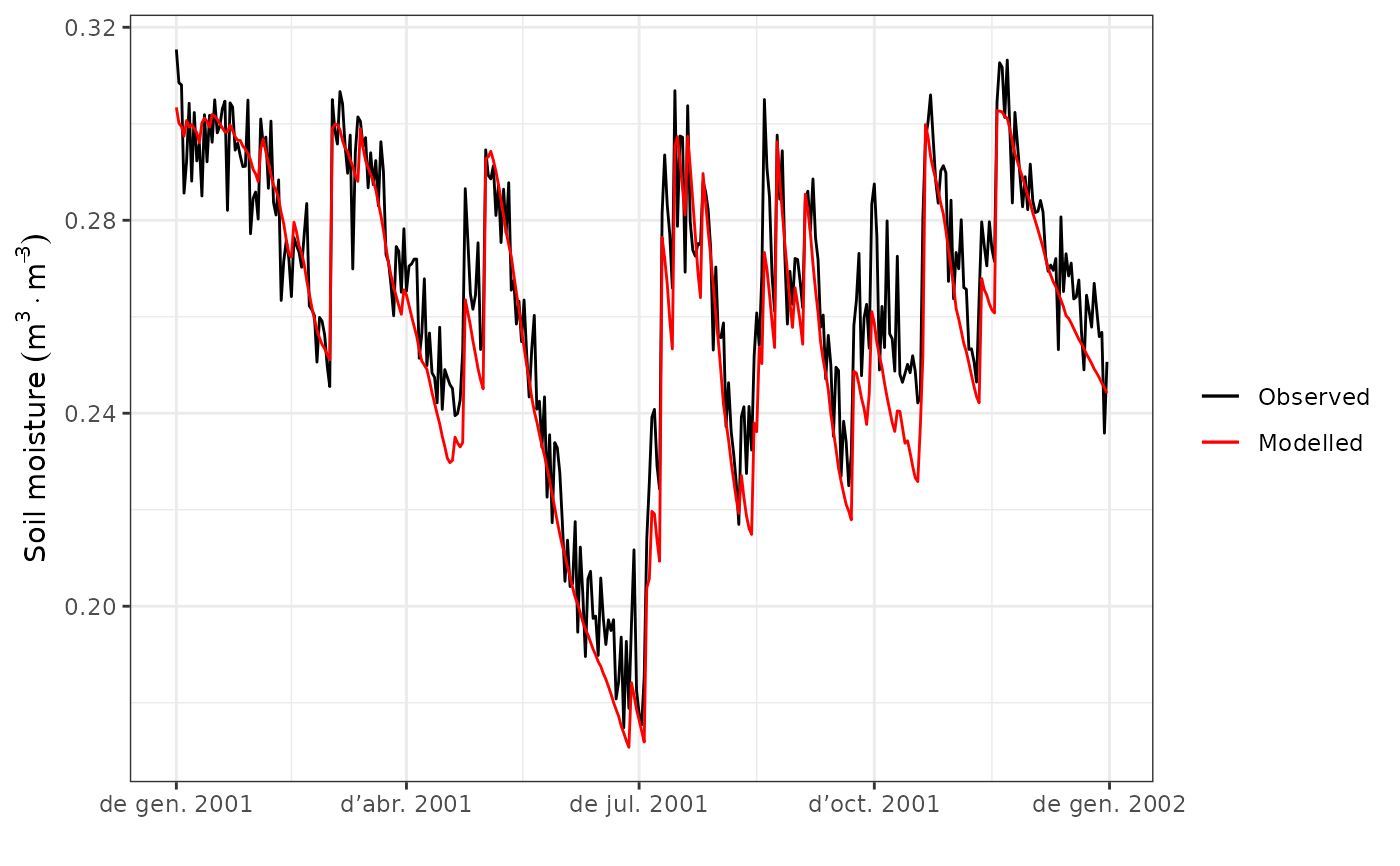 Soil moisture (m³ · m⁻³)
0.32
0.28
0.24
0.20
de gen. 2001 d’abr. 2001 de jul. 2001 d’oct. 2001 de gen. 2002
Observed
Modelled